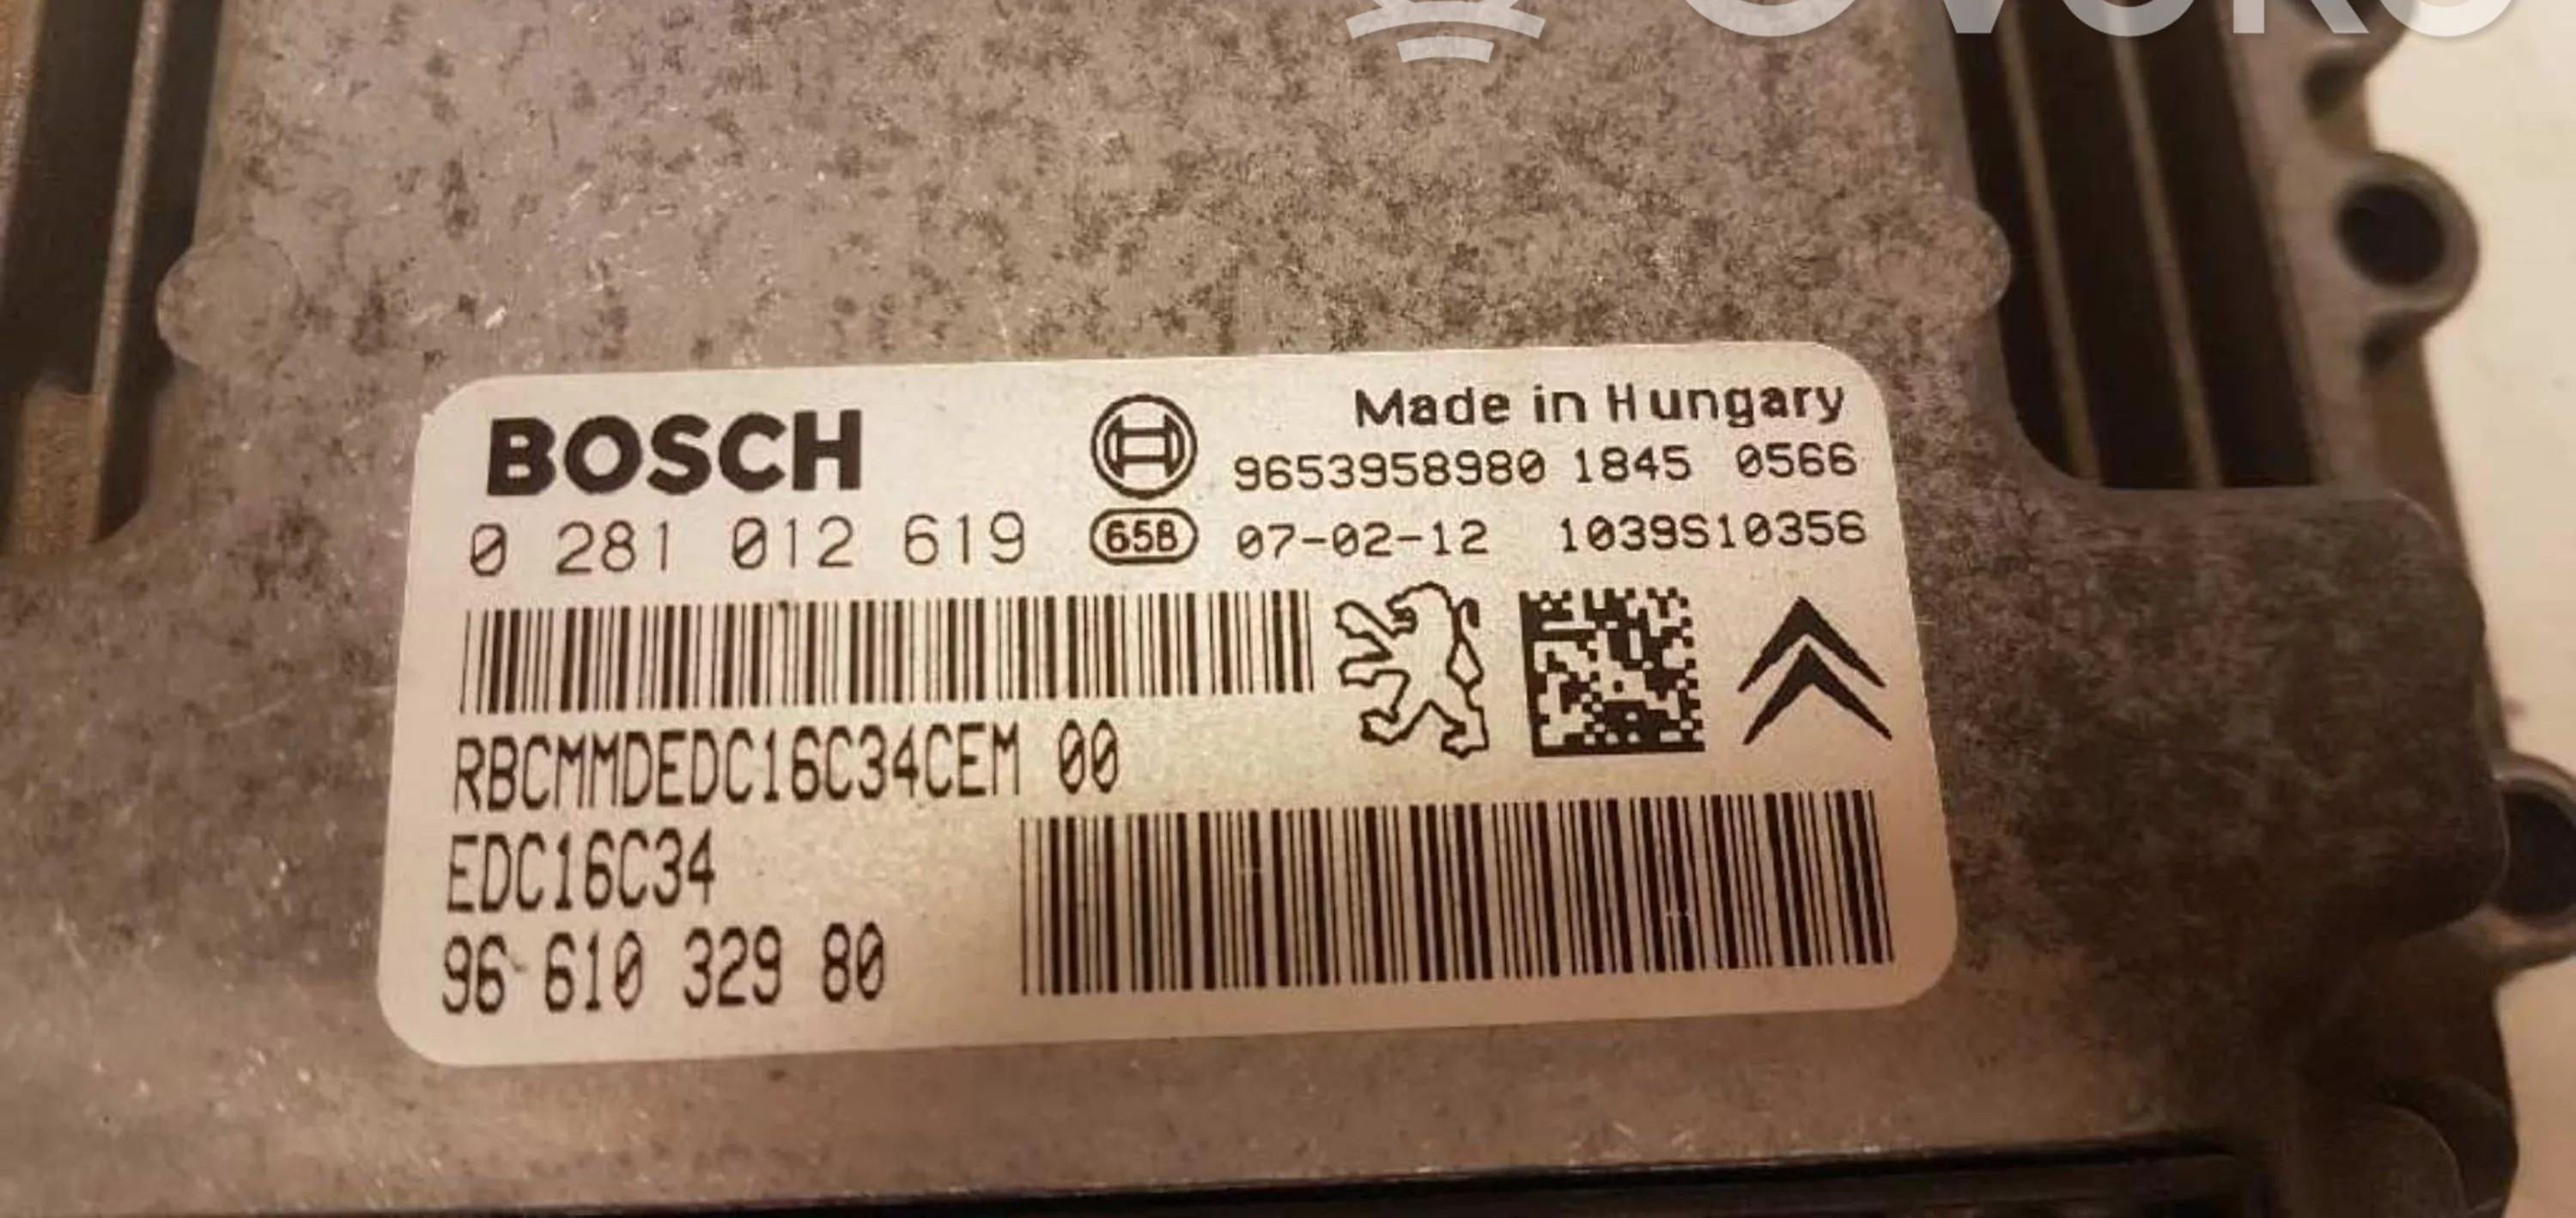 BOSCH
Made in Hungary
9653958980 1845 0566
0 281 012 619
658 07-02-12 1039S10356
RBCMMDEDC16C34CEM 00
EDC16C34
96 610 329 80